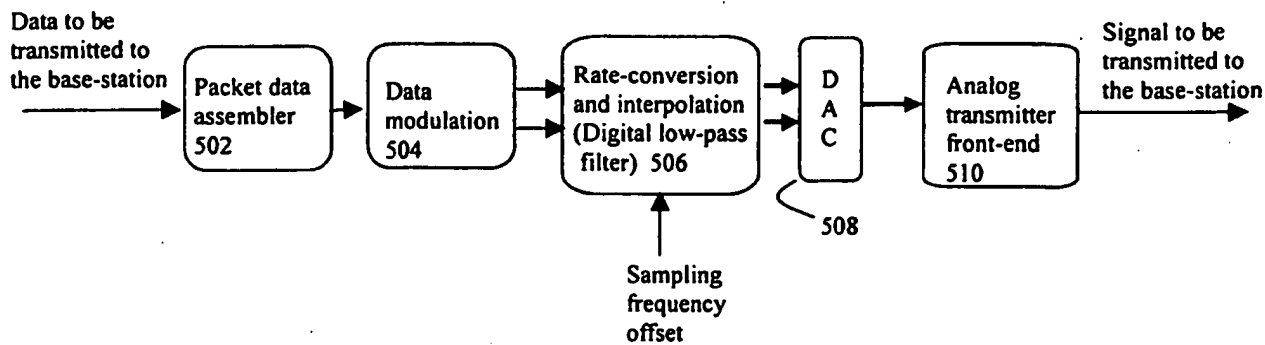 Data to be
transmitted to
the base-station
Packet data
assembler
502
Data
modulation
504
Rate-conversion
and interpolation
(Digital low-pass
filter) 506
D
A
C
508
Analog
transmitter
front-end
510
Signal to be
transmitted to
the base-station
Sampling
frequency
offset